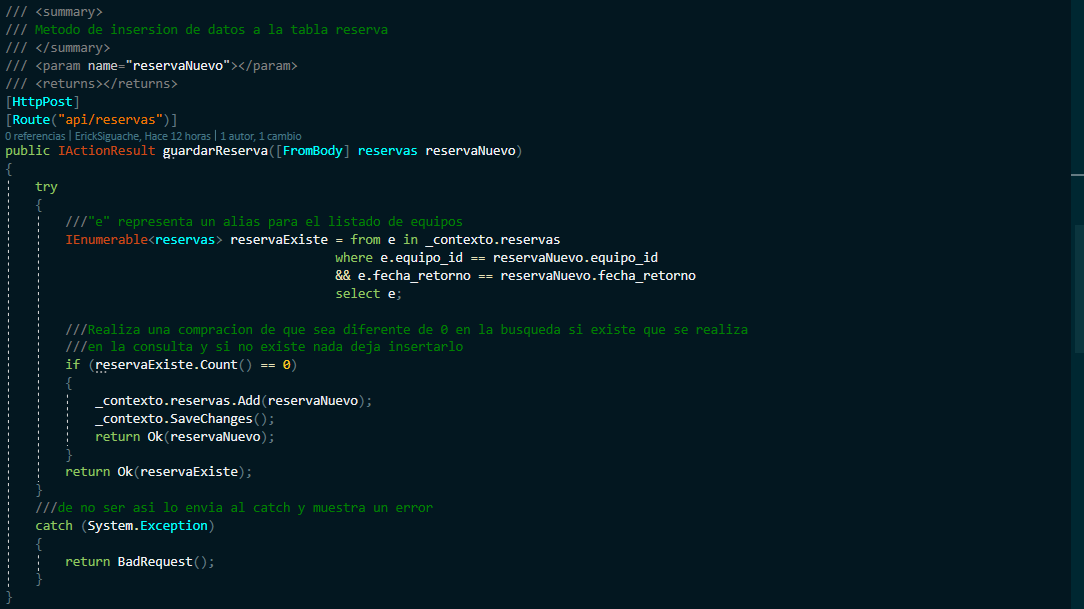 /// <summary>
/// Metodo de insersion de datos a la tabla reserva
/// </summary>
/// <param name="reservaNuevo"></param>
/// <returns></returns>
[HttpPost]
[Route("api/reservas")]
0 referencias | ErickSiguache, Hace 12 horas | 1 autor, 1 cambio
public IActionResult guardarReserva([FromBody] reservas reservaNuevo)
{
    try
    {
        ///"e" representa un alias para el listado de equipos
        IEnumerable<reservas> reservaExiste = from e in _contexto.reservas
                                            where e.equipo_id == reservaNuevo.equipo_id
                                            && e.fecha_retorno == reservaNuevo.fecha_retorno
                                            select e;

        ///Realiza una compracion de que sea diferente de 0 en la busqueda si existe que se realiza
        ///en la consulta y si no existe nada deja insertarlo
        if (reservaExiste.Count() == 0)
        {
            _contexto.reservas.Add(reservaNuevo);
            _contexto.SaveChanges();
            return Ok(reservaNuevo);
        }
        return Ok(reservaExiste);
    }
    ///de no ser asi lo envia al catch y muestra un error
    catch (System.Exception)
    {
        return BadRequest();
    }
}